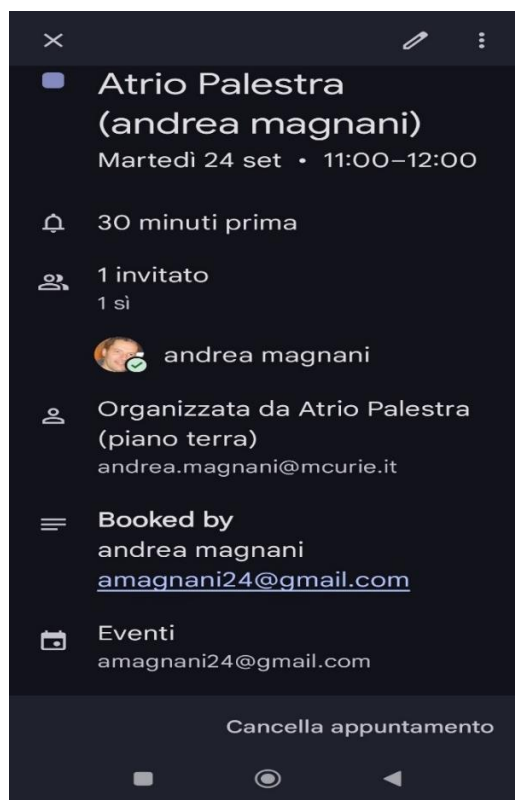 Atrio Palestra
(andrea magnani)
Martedì 24 set • 11:00–12:00
30 minuti prima
1 invitato
1 sì
andrea magnani
Organizzata da Atrio Palestra
(piano terra)
andrea.magnani@mcurie.it
Booked by
andrea magnani
amagnani24@gmail.com
Eventi
amagnani24@gmail.com
Cancella appuntamento